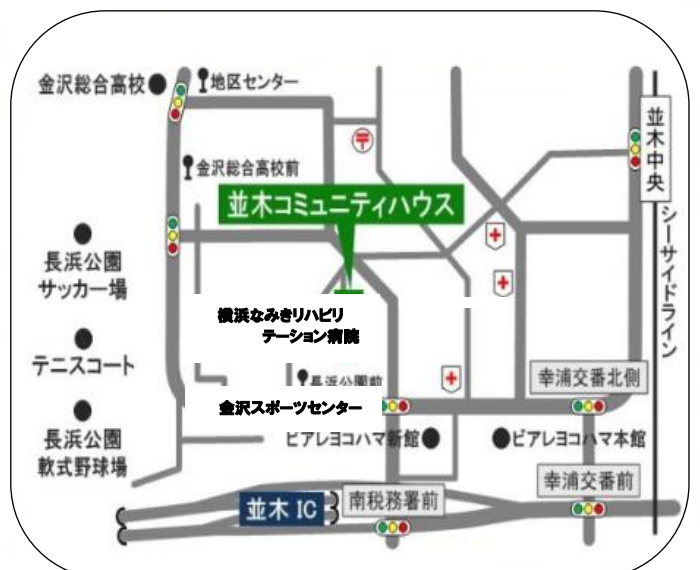 金沢総合高校
地区センター
金沢総合高校前
並木中央
シーサイドライン
並木コミュニティハウス
長浜公園
サッカー場
横浜なみきリハビリ
テーション病院
テニスコート
長浜公園前
幸浦交番北側
金沢スポーツセンター
長浜公園
軟式野球場
ピアレヨコハマ新館
ピアレヨコハマ本館
幸浦交番前
並木 IC
南税務署前